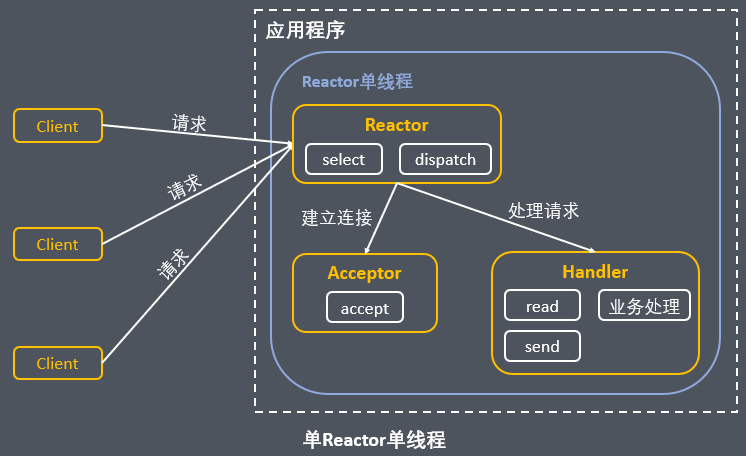 应用程序
Reactor单线程
Client
请求
Reactor
select
dispatch
请求
建立连接
处理请求
Client
请求
Acceptor
accept
Handler
read
业务处理
send
Client
单Reactor单线程